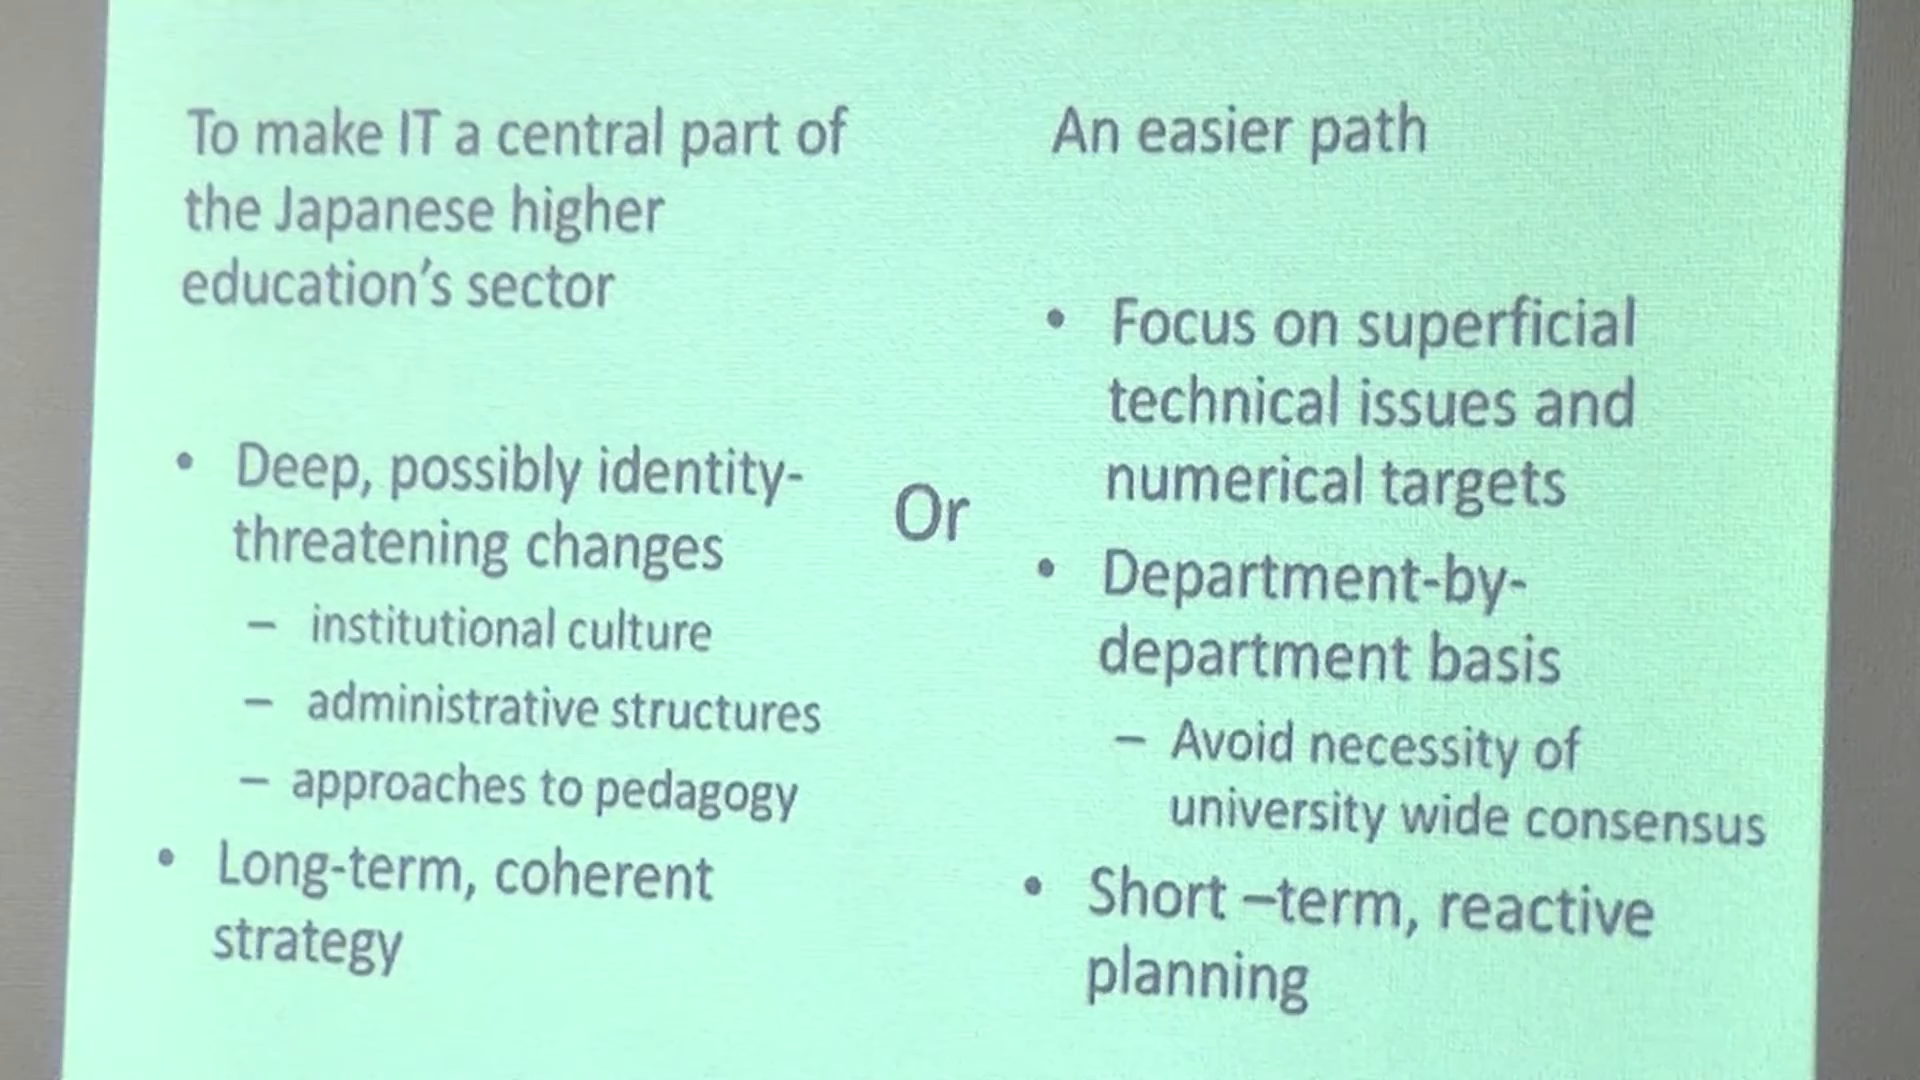 To make IT a central part of
the Japanese higher
education's sector
• Deep, possibly identity-
threatening changes
– institutional culture
– administrative structures
– approaches to pedagogy
• Long-term, coherent
strategy
Or
An easier path
• Focus on superficial
technical issues and
numerical targets
• Department-by-
department basis
– Avoid necessity of
university wide consensus
• Short –term, reactive
planning